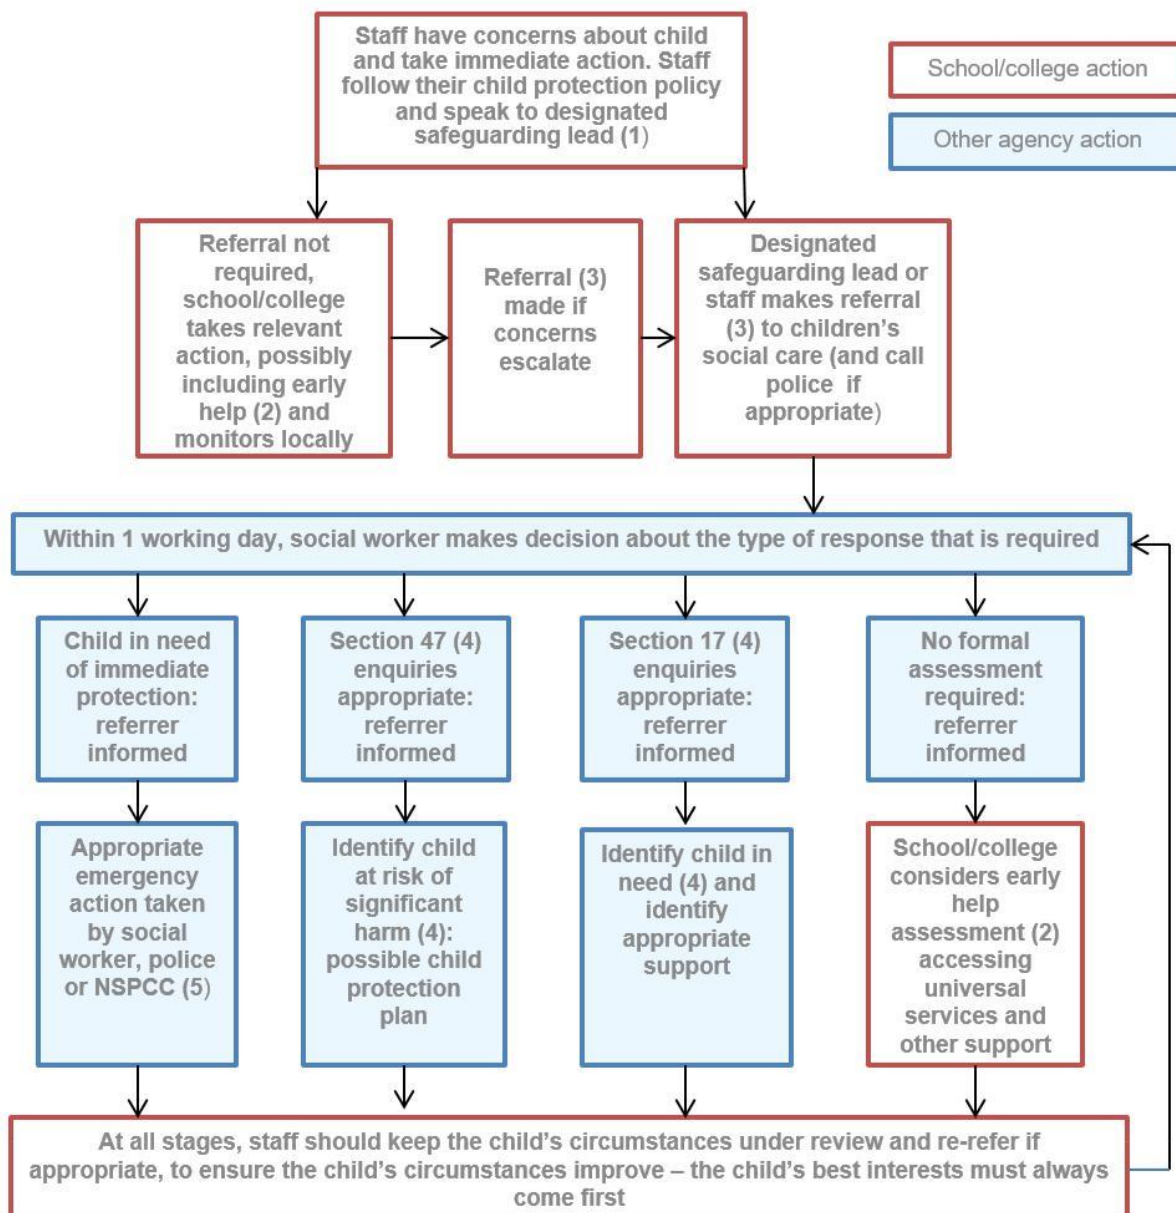 Staff have concerns about child
and take immediate action. Staff
follow their child protection policy
and speak to designated
safeguarding lead (1)
School/college action
Other agency action
Referral not
required,
school/college
takes relevant
action, possibly
including early
help (2) and
monitors locally
Referral (3)
made if
concerns
escalate
Designated
safeguarding lead or
staff makes referral
(3) to children’s
social care (and call
police if
appropriate)
Within 1 working day, social worker makes decision about the type of response that is required
Child in need
of immediate
protection:
referrer
informed
Section 47 (4)
enquiries
appropriate:
referrer
informed
Section 17 (4)
enquiries
appropriate:
referrer
informed
No formal
assessment
required:
referrer
informed
Appropriate
emergency
action taken
by social
worker, police
or NSPCC (5)
Identify child
at risk of
significant
harm (4):
possible child
protection
plan
Identify child in
need (4) and
identify
appropriate
support
School/college
considers early
help
assessment (2)
accessing
universal
services and
other support
At all stages, staff should keep the child’s circumstances under review and re-refer if
appropriate, to ensure the child’s circumstances improve – the child’s best interests must always
come first